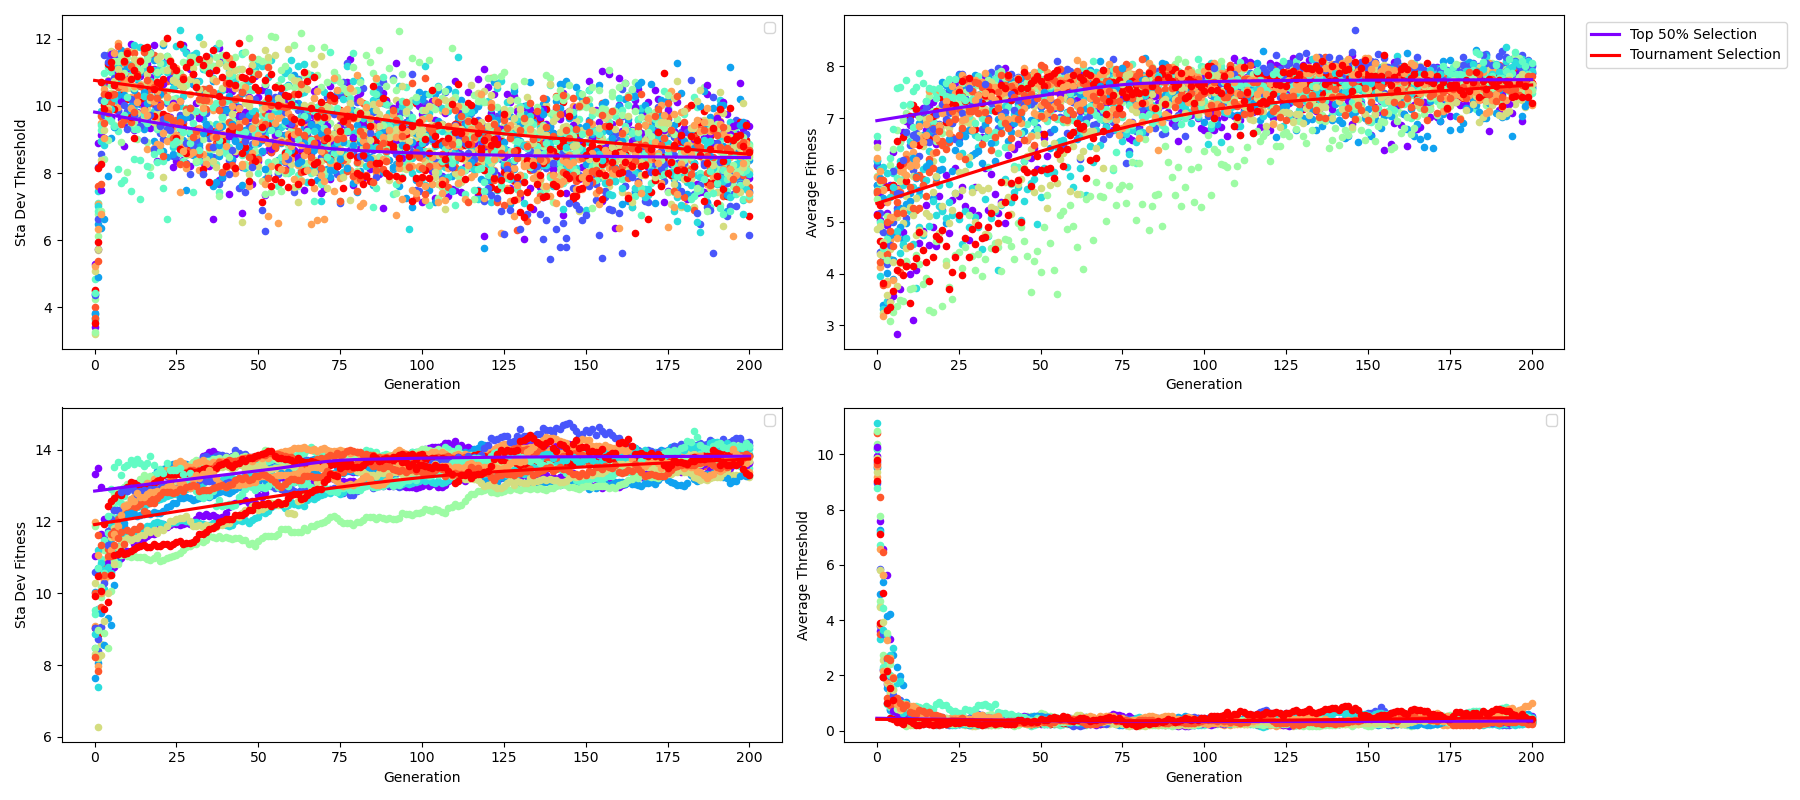 12
10
8
6
4
Sta Dev Threshold
0 25 50 75 100 125 150 175 200
Generation
8
7
6
5
4
3
Average Fitness
0 25 50 75 100 125 150 175 200
Generation
Top 50% Selection
Tournament Selection
14
12
10
8
6
Sta Dev Fitness
0 25 50 75 100 125 150 175 200
Generation
10
8
6
4
2
0
Average Threshold
0 25 50 75 100 125 150 175 200
Generation